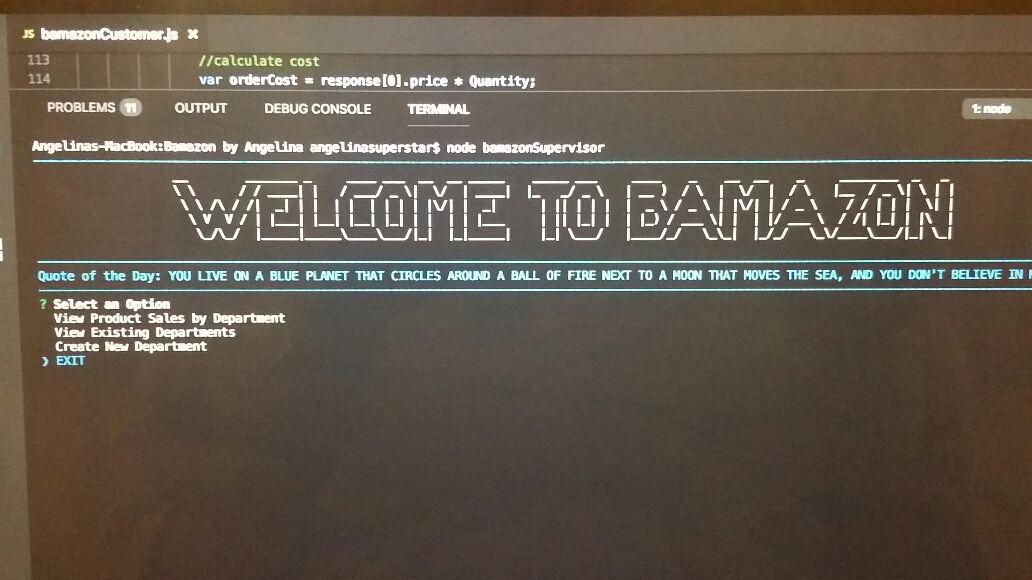 JS bamazonCustomer.js ×
113 //calculate cost
114 var orderCost = response[0].price * Quantity;
PROBLEMS 11 OUTPUT DEBUG CONSOLE TERMINAL 1: node
Angelinas-MacBook:Bamazon by Angelina angelinasuperstar$ node bamazonSupervisor
WELCOME TO BAMAZON
Quote of the Day: YOU LIVE ON A BLUE PLANET THAT CIRCLES AROUND A BALL OF FIRE NEXT TO A MOON THAT MOVES THE SEA, AND YOU DON'T BELIEVE IN
? Select an Option
View Product Sales by Department
View Existing Departments
Create New Department
❯ EXIT